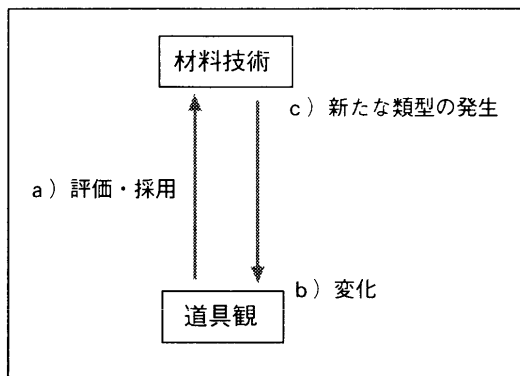 材料技術
c）新たな類型の発生
a）評価・採用
b）変化
道具観